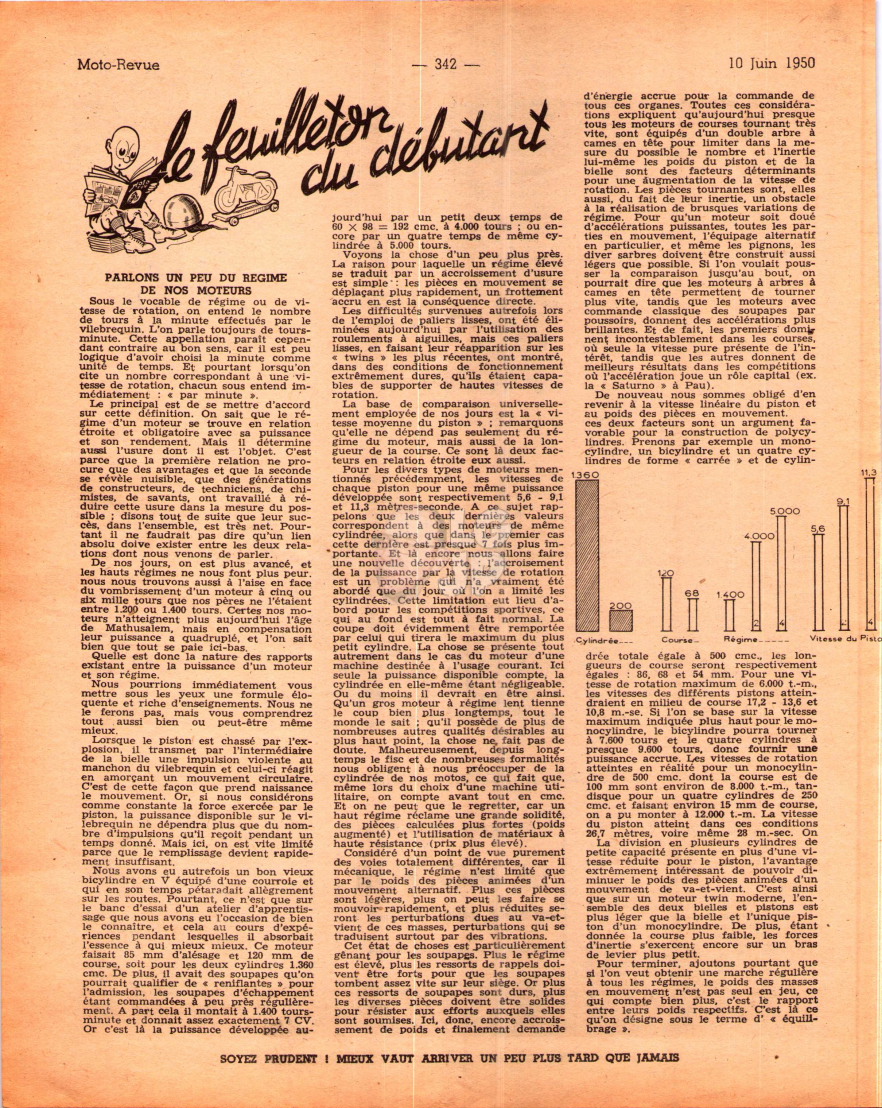 Moto-Revue
— 342 —
10 Juin 1950
le feuilleton
du débutant
PARLONS UN PEU DU REGIME
DE NOS MOTEURS
Sous le vocable de régime ou de vi-
tesse de rotation, on entend le nombre
de tours à la minute effectués par le
vilebrequin. L'on parle toujours de tours-
minute. Cette appellation paraît cepen-
dant contraire au bon sens, car il est peu
logique d'avoir choisi la minute comme
unité de temps. Et pourtant lorsqu'on
cite un nombre correspondant à une vi-
tesse de rotation, chacun sous entend im-
médiatement : « par minute ».
Le principal est de se mettre d'accord
sur cette définition. On sait que le ré-
gime d'un moteur se trouve en relation
étroite et obligatoire avec sa puissance
et son rendement. Mais il détermine
aussi l'usure dont il est l'objet. C'est
parce que la première relation ne pro-
cure que des avantages et que la seconde
se révèle nuisible, que des générations
de constructeurs, de techniciens, de chi-
mistes, de savants, ont travaillé à ré-
duire cette usure dans la mesure du pos-
sible ; disons tout de suite que leur suc-
cès, dans l'ensemble, est très net. Pour-
tant il ne faudrait pas dire qu'un lien
absolu doive exister entre les deux rela-
tions dont nous venons de parler.
De nos jours, on est plus avancé, et
les hauts régimes ne nous font plus peur.
nous nous trouvons aussi à l'aise en face
du vombrissement d'un moteur à cinq ou
six mille tours que nos pères ne l'étaient
entre 1.200 ou 1.400 tours. Certes nos mo-
teurs n'atteignent plus aujourd'hui l'âge
de Mathusalem, mais en compensation
leur puissance a quadruplé, et l'on sait
bien que tout se paie ici-bas.
Quelle est donc la nature des rapports
existant entre la puissance d'un moteur
et son régime.
Nous pourrions immédiatement vous
mettre sous les yeux une formule élo-
quente et riche d'enseignements. Nous ne
le ferons pas, mais vous comprendrez
tout aussi bien ou peut-être même
mieux.
Lorsque le piston est chassé par l'ex-
plosion, il transmet par l'intermédiaire
de la bielle une impulsion violente au
manchon du vilebrequin et celui-ci réagit
en amorçant un mouvement circulaire.
C'est de cette façon que prend naissance
le mouvement. Or, si nous considérons
comme constante la force exercée par le
piston, la puissance disponible sur le vi-
lebrequin ne dépendra plus que du nom-
bre d'impulsions qu'il reçoit pendant un
temps donné. Mais ici, on est vite limité
parce que le remplissage devient rapide-
ment insuffisant.
Nous avons eu autrefois un bon vieux
bicylindre en V équipé d'une courroie et
qui en son temps pétaradait allègrement
sur les routes. Pourtant, ce n'est que sur
le banc d'essai d'un atelier d'apprentis-
sage que nous avons eu l'occasion de bien
le connaître, et cela au cours d'expé-
riences pendant lesquelles il absorbait
l'essence à qui mieux mieux. Ce moteur
faisait 85 mm d'alésage et 120 mm de
course, soit pour les deux cylindres 1.360
cmc. De plus, il avait des soupapes qu'on
pourrait qualifier de « reniflantes » pour
l'admission, les soupapes d'échappement
étant commandées à peu près régulière-
ment. A part cela il montait à 1.400 tours-
minute et donnait assez exactement 7 CV.
Or c'est là la puissance développée au-
jourd'hui par un petit deux temps de
60 × 98 = 192 cmc. à 4.000 tours ; ou en-
core par un quatre temps de même cy-
lindrée à 5.000 tours.
Voyons la chose d'un peu plus près.
La raison pour laquelle un régime élevé
se traduit par un accroissement d'usure
est simple : les pièces en mouvement se
déplaçant plus rapidement, un frottement
accru en est la conséquence directe.
Les difficultés survenues autrefois lors
de l'emploi de paliers lisses, ont été éli-
minées aujourd'hui par l'utilisation des
roulements à aiguilles, mais ces paliers
lisses, en faisant leur réapparition sur les
« twins » les plus récentes, ont montré,
dans des conditions de fonctionnement
extrêmement dures, qu'ils étaient capa-
bles de supporter de hautes vitesses de
rotation.
La base de comparaison universelle-
ment employée de nos jours est la « vi-
tesse moyenne du piston » ; remarquons
qu'elle ne dépend pas seulement du ré-
gime du moteur, mais aussi de la lon-
gueur de la course. Ce sont là deux fac-
teurs en relation étroite eux aussi.
Pour les divers types de moteurs men-
tionnés précédemment, les vitesses de
chaque piston pour une même puissance
développée sont respectivement 5,6 - 9,1
et 11,3 mètres-seconde. A ce sujet rap-
pelons que les deux dernières valeurs
correspondent à des moteurs de même
cylindrée, alors que dans le premier cas
cette dernière est presque 7 fois plus im-
portante. Et là encore nous allons faire
une nouvelle découverte : l'accroisement
de la puissance par la vitesse de rotation
est un problème qui n'a vraiment été
abordé que du jour où l'on a limité les
cylindrées. Cette limitation eut lieu d'a-
bord pour les compétitions sportives, ce
qui au fond est tout à fait normal. La
coupe doit évidemment être remportée
par celui qui tirera le maximum du plus
petit cylindre. La chose se présente tout
autrement dans le cas du moteur d'une
machine destinée à l'usage courant. Ici
seule la puissance disponible compte, la
cylindrée en elle-même étant négligeable.
Ou du moins il devrait en être ainsi.
Qu'un gros moteur à régime lent tienne
le coup bien plus longtemps, tout le
monde le sait ; qu'il possède de plus de
nombreuses autres qualités désirables au
plus haut point, la chose ne, fait pas de
doute. Malheureusement, depuis long-
temps le fisc et de nombreuses formalités
nous obligent à nous préoccuper de la
cylindrée de nos motos, ce qui fait que,
même lors du choix d'une machine uti-
litaire, on compte avant tout en cmc.
Et on ne peut que le regretter, car un
haut régime réclame une grande solidité,
des pièces calculées plus fortes (poids
augmenté) et l'utilisation de matériaux à
haute résistance (prix plus élevé).
Considéré d'un point de vue purement
des voies totalement différentes, car il
mécanique, le régime n'est limité que
par le poids des pièces animées d'un
mouvement alternatif. Plus ces pièces
sont légères, plus on peut les faire se
mouvoir rapidement, et plus réduites se-
ront les perturbations dues au va-et-
vient de ces masses, perturbations qui se
traduisent surtout par des vibrations.
Cet état de choses est particulièrement
gênant pour les soupapes. Plus le régime
est élevé, plus les ressorts de rappels doi-
vent être forts pour que les soupapes
tombent assez vite sur leur siège. Or plus
ces ressorts de soupapes sont durs, plus
les diverses pièces doivent être solides
pour résister aux efforts auxquels elles
sont soumises. Ici, donc, encore accrois-
sement de poids et finalement demande
d'énergie accrue pour la commande de
tous ces organes. Toutes ces considéra-
tions expliquent qu'aujourd'hui presque
tous les moteurs de courses tournant très
vite, sont équipés d'un double arbre à
cames en tête pour limiter dans la me-
sure du possible le nombre et l'inertie
lui-même les poids du piston et de la
bielle sont des facteurs déterminants
pour une augmentation de la vitesse de
rotation. Les pièces tournantes sont, elles
aussi, du fait de leur inertie, un obstacle
à la réalisation de brusques variations de
régime. Pour qu'un moteur soit doué
d'accélérations puissantes, toutes les par-
ties en mouvement, l'équipage alternatif
en particulier, et même les pignons, les
diver sarbres doivent être construit aussi
légers que possible. Si l'on voulait pous-
ser la comparaison jusqu'au bout, on
pourrait dire que les moteurs à arbres à
cames en tête permettent de tourner
plus vite, tandis que les moteurs avec
commande classique des soupapes par
poussoirs, donnent des accélérations plus
brillantes. Et de fait, les premiers domi-
nent incontestablement dans les courses,
où seule la vitesse pure présente de l'in-
térêt, tandis que les autres donnent de
meilleurs résultats dans les compétitions
où l'accélération joue un rôle capital (ex.
la « Saturno » à Pau).
De nouveau nous sommes obligé d'en
revenir à la vitesse linéaire du piston et
au poids des pièces en mouvement.
ces deux facteurs sont un argument fa-
vorable pour la construction de polycy-
lindres. Prenons par exemple un mono-
cylindre, un bicylindre et un quatre cy-
lindres de forme « carrée » et de cylin-
1360
200
Cylindrée
120
68
Course
1400
4.000
5.000
2
4
Régime
5,6
9,1
11,3
2
4
Vitesse du Pisto
drée totale égale à 500 cmc., les lon-
gueurs de course seront respectivement
égales : 86, 68 et 54 mm. Pour une vi-
tesse de rotation maximum de 6.000 t.-m.,
les vitesses des différents pistons attein-
draient en milieu de course 17,2 - 13,6 et
10,8 m.-se. Si l'on se base sur la vitesse
maximum indiquée plus haut pour le mo-
nocylindre, le bicylindre pourra tourner
à 7.600 tours et le quatre cylindres à
presque 9.600 tours, donc fournir une
puissance accrue. Les vitesses de rotation
atteintes en réalité pour un monocylin-
dre de 500 cmc. dont la course est de
100 mm sont environ de 8.000 t.-m., tan-
disque pour un quatre cylindres de 250
cmc. et faisant environ 15 mm de course,
on a pu monter à 12.000 t.-m. La vitesse
du piston atteint dans ces conditions
26,7 mètres, voire même 28 m.-sec. On
La division en plusieurs cylindres de
petite capacité présente en plus d'une vi-
tesse réduite pour le piston, l'avantage
extrêmement intéressant de pouvoir di-
minuer le poids des pièces animées d'un
mouvement de va-et-vient. C'est ainsi
que sur un moteur twin moderne, l'en-
semble des deux bielles et pistons est
plus léger que la bielle et l'unique pis-
ton d'un monocylindre. De plus, étant
donnée la course plus faible, les forces
d'inertie s'exercent encore sur un bras
de levier plus petit.
Pour terminer, ajoutons pourtant que
si l'on veut obtenir une marche régulière
à tous les régimes, le poids des masses
en mouvement n'est pas seul en jeu, ce
qui compte bien plus, c'est le rapport
entre leurs poids respectifs. C'est là ce
qu'on désigne sous le terme d' « équili-
brage ».
SOYEZ PRUDENT ! MIEUX VAUT ARRIVER UN PEU PLUS TARD QUE JAMAIS